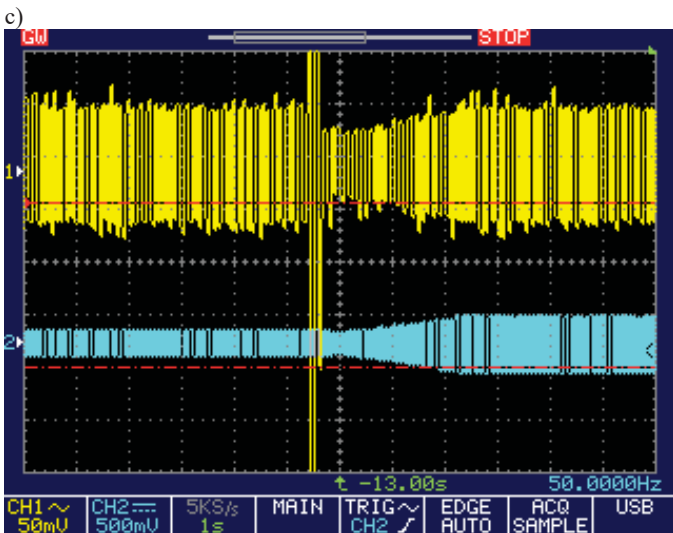 c)
GW STOP
1
2
t -13.00s 50.0000Hz
CH1∼ CH2⎓ 5KS/s MAIN TRIG∼ EDGE ACQ USB
50mV 500mV 1s CH2 AUTO SAMPLE